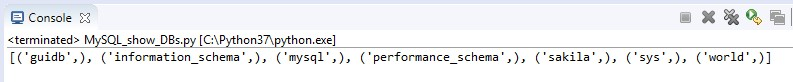 Console
<terminated> MySQL_show_DBs.py [C:\Python37\python.exe]
[('guidb',), ('information_schema',), ('mysql',), ('performance_schema',), ('sakila',), ('sys',), ('world',)]